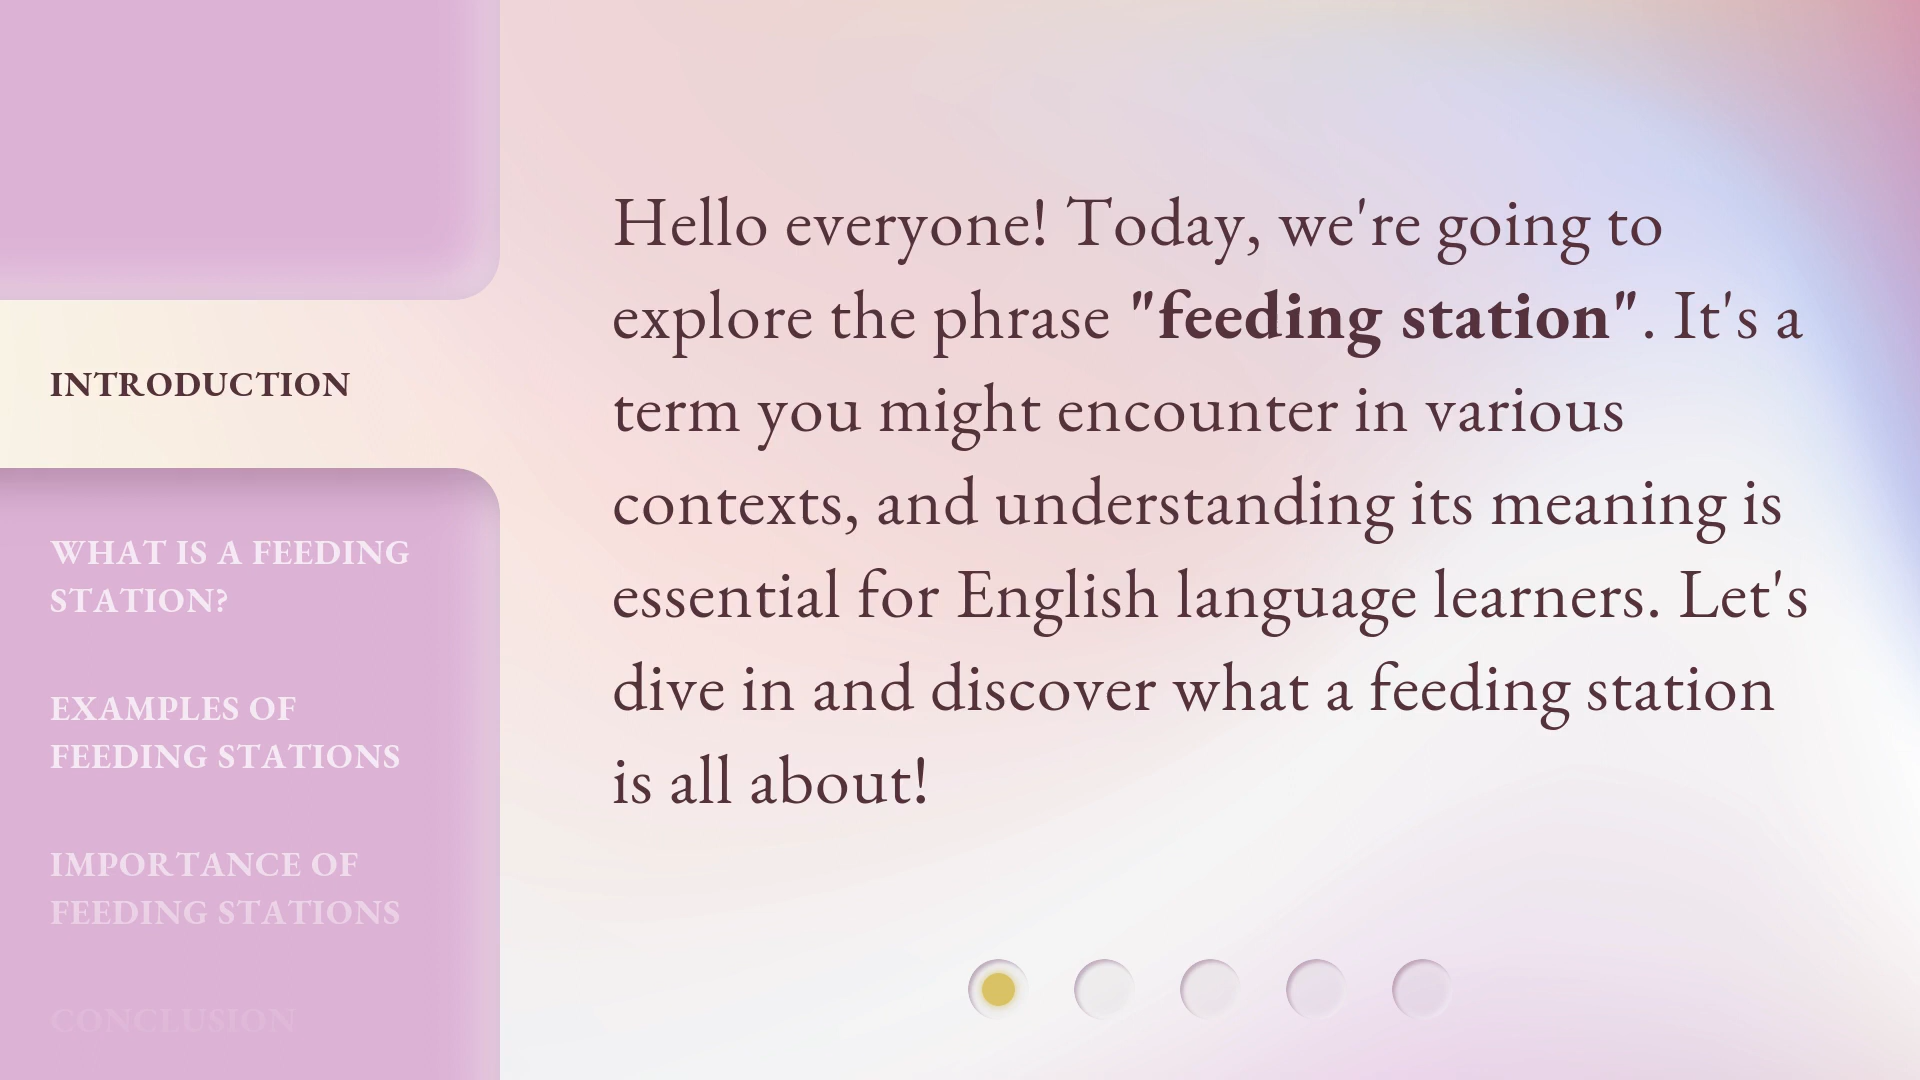 INTRODUCTION
WHAT IS A FEEDING
STATION?
EXAMPLES OF
FEEDING STATIONS
IMPORTANCE OF
FEEDING STATIONS
CONCLUSION
Hello everyone! Today, we're going to
explore the phrase "feeding station". It's a
term you might encounter in various
contexts, and understanding its meaning is
essential for English language learners. Let's
dive in and discover what a feeding station
is all about!